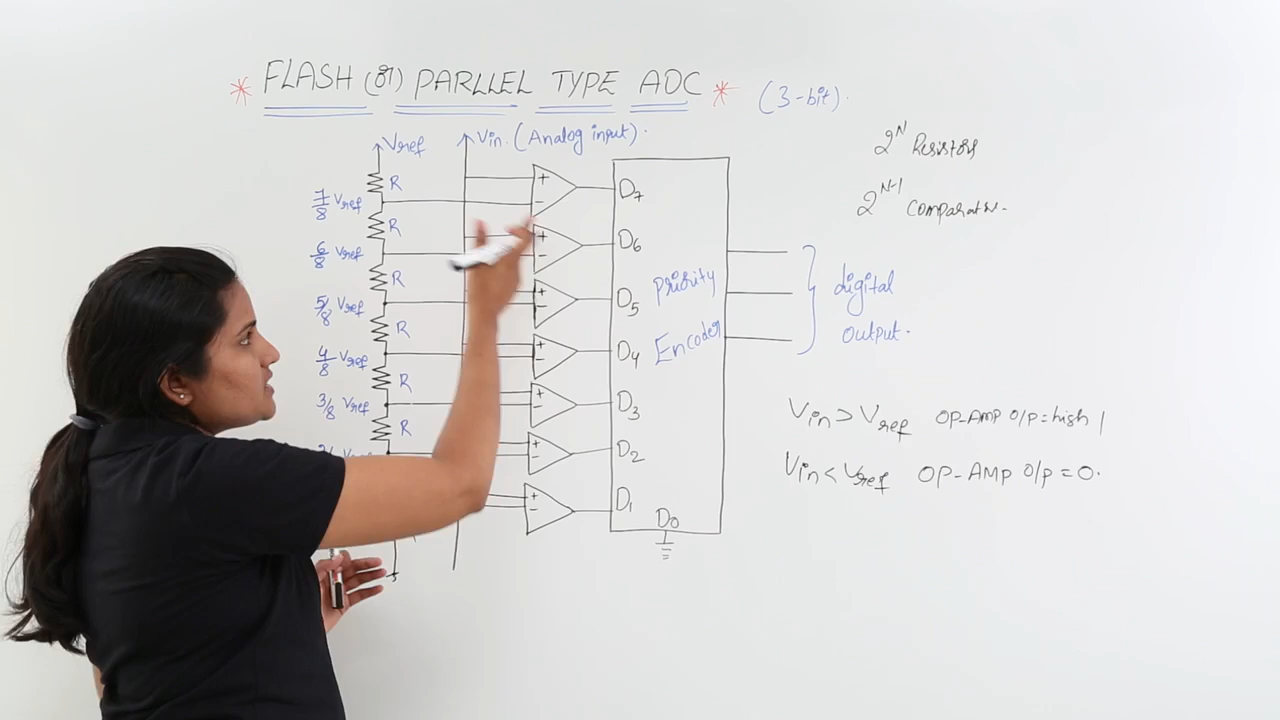 * FLASH (or) PARLLEL TYPE ADC * (3-bit).
Vref
Vin. (Analog input).
2^N Resistors
2^N-1 comparators.
R
7/8 Vref
R
6/8 Vref
R
5/8 Vref
R
4/8 Vref
R
3/8 Vref
R
+
-
+
-
+
-
+
-
+
-
+
-
+
-
D7
D6
D5
D4
D3
D2
D1
D0
Priority
Encoder
digital
output.
Vin > Vref OP-AMP O/P = high 1
Vin < Vref OP-AMP O/P = 0.